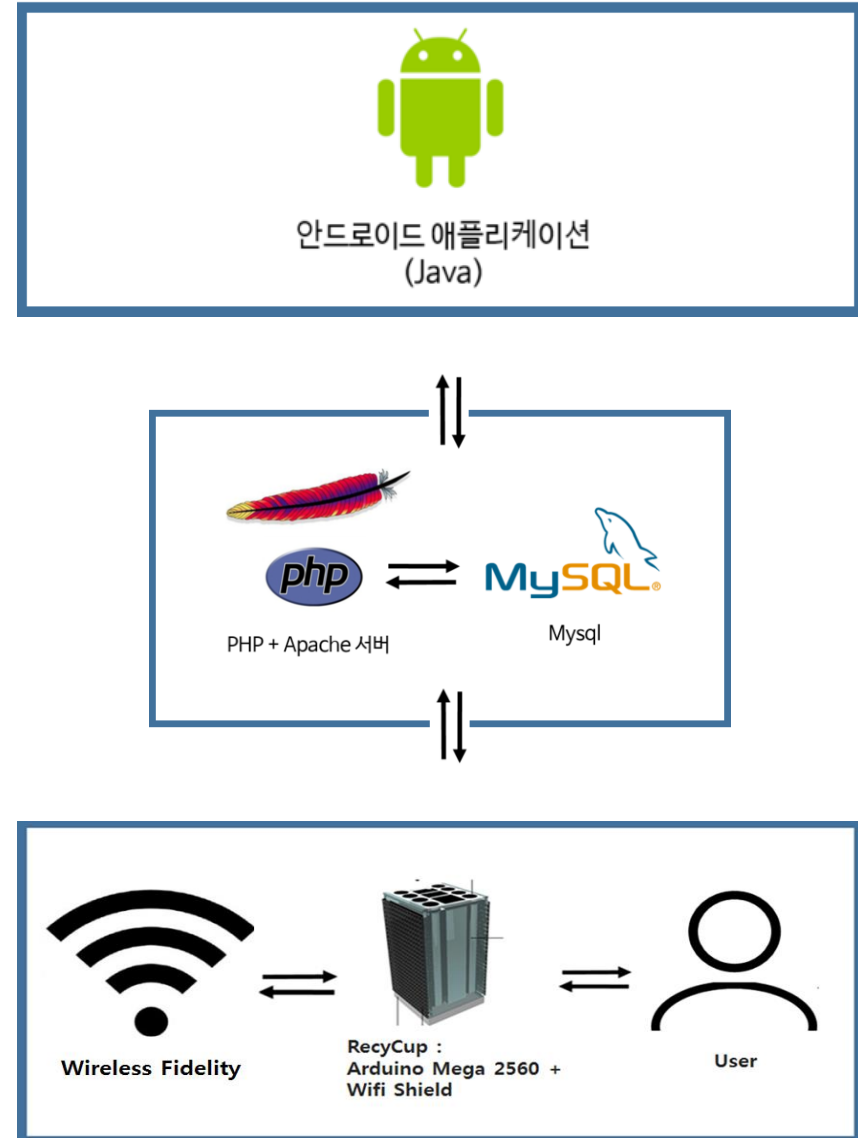 안드로이드 애플리케이션
(Java)
php
MySQL®
PHP + Apache 서버
Mysql
Wireless Fidelity
RecyCup :
Arduino Mega 2560 +
Wifi Shield
User